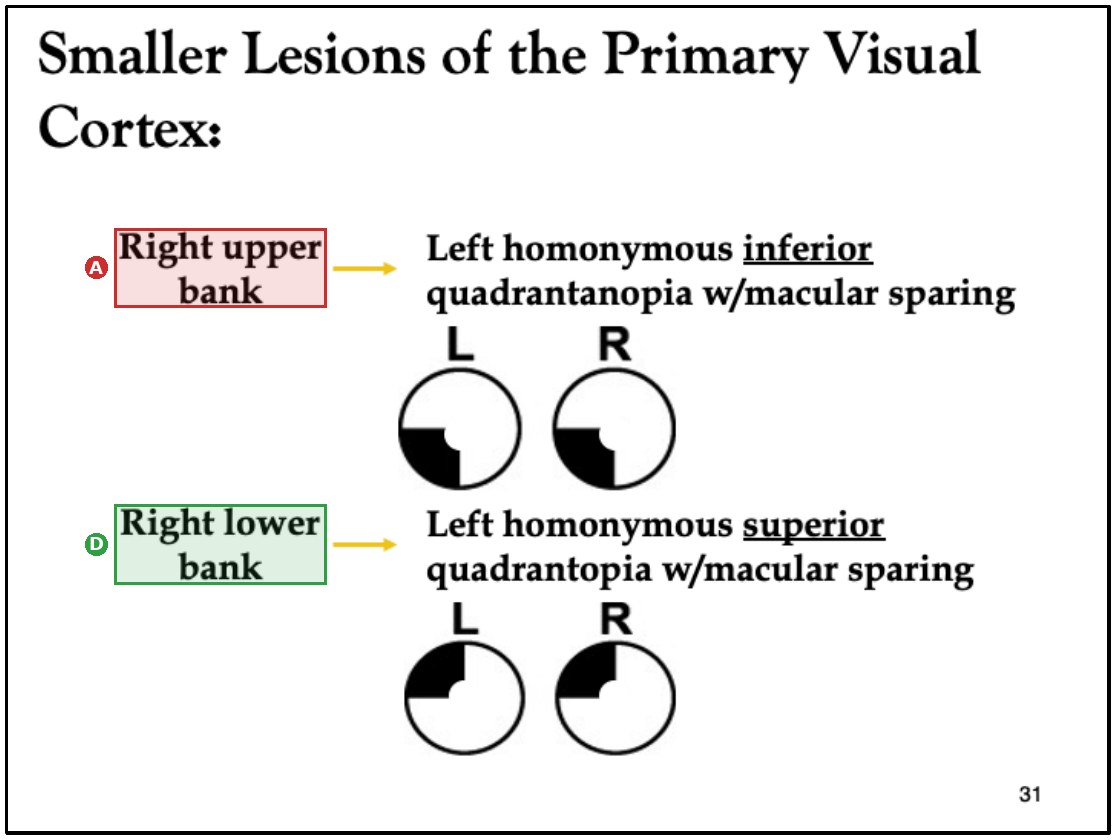 Smaller Lesions of the Primary Visual
Cortex:
A
Right upper
bank
Left homonymous inferior
quadrantanopia w/macular sparing
L R
D
Right lower
bank
Left homonymous superior
quadrantopia w/macular sparing
L R
31